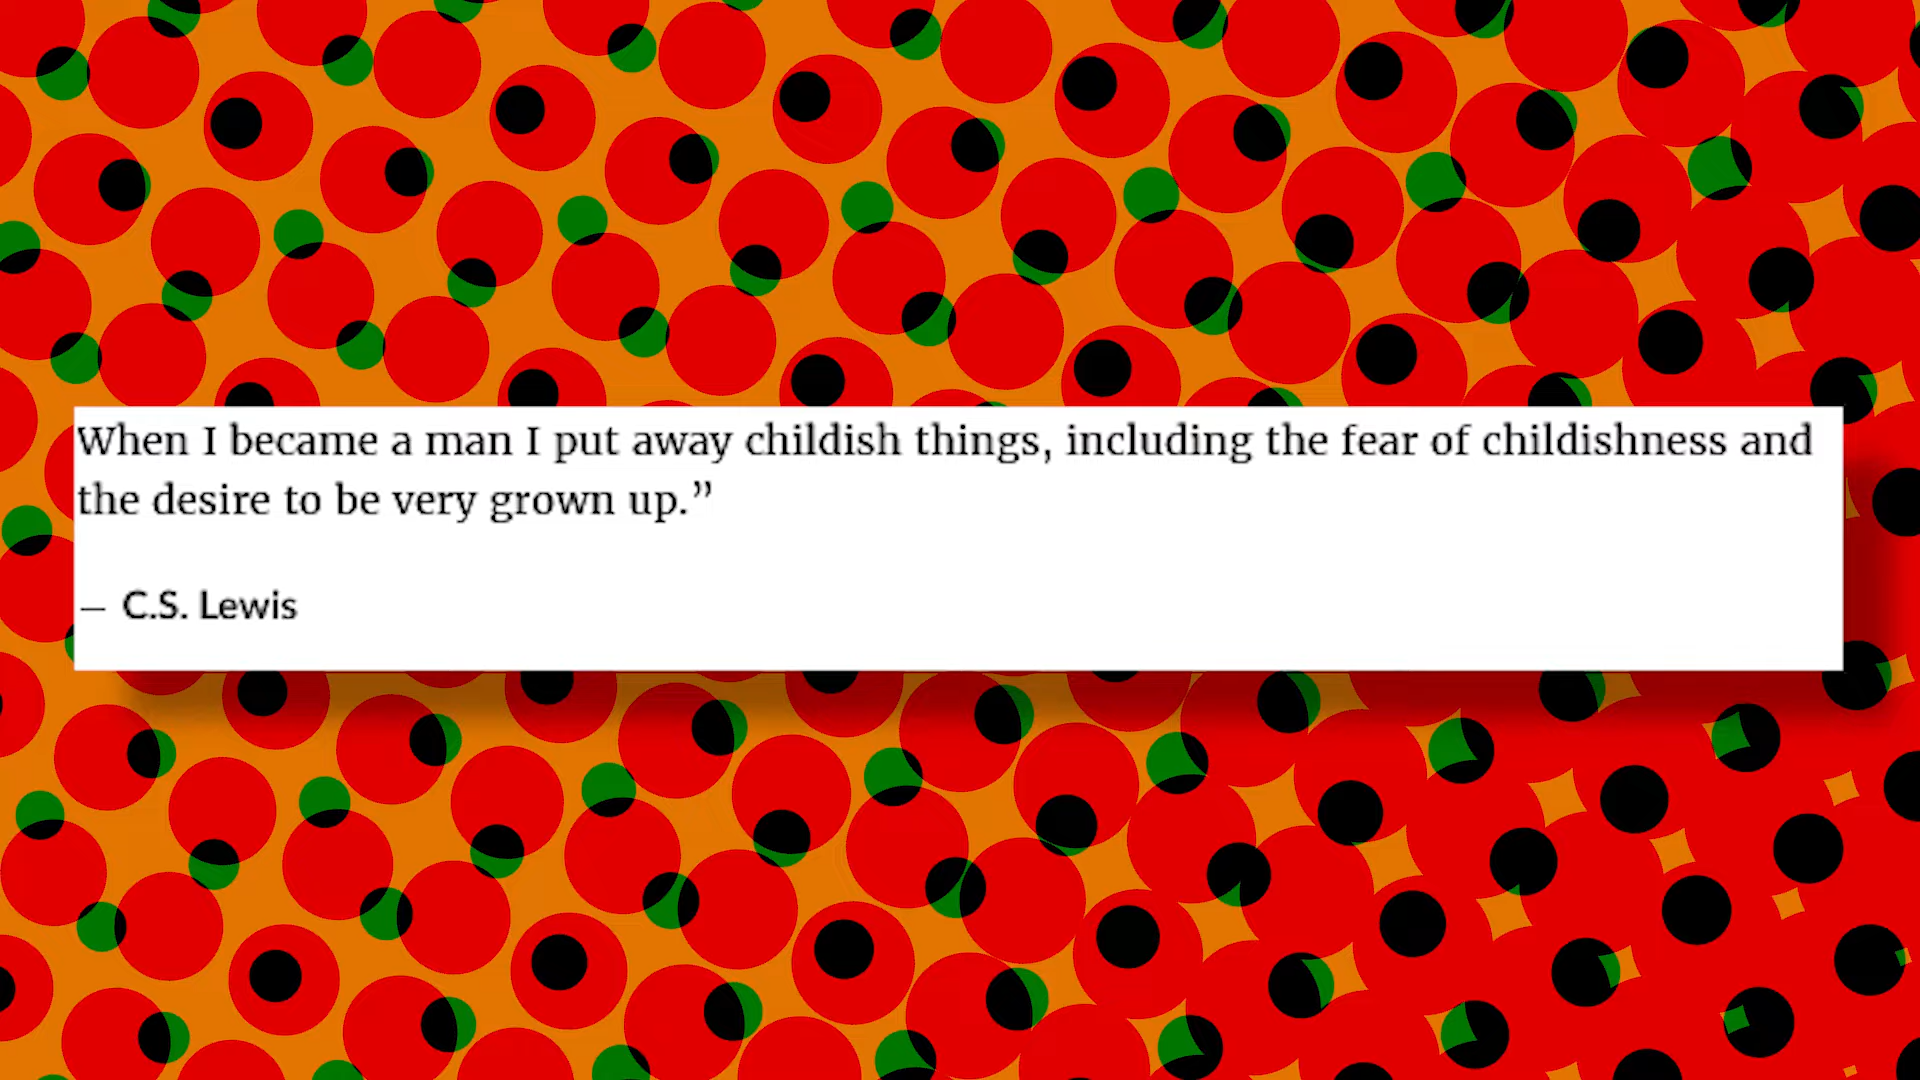 When I became a man I put away childish things, including the fear of childishness and
the desire to be very grown up.”
— C.S. Lewis